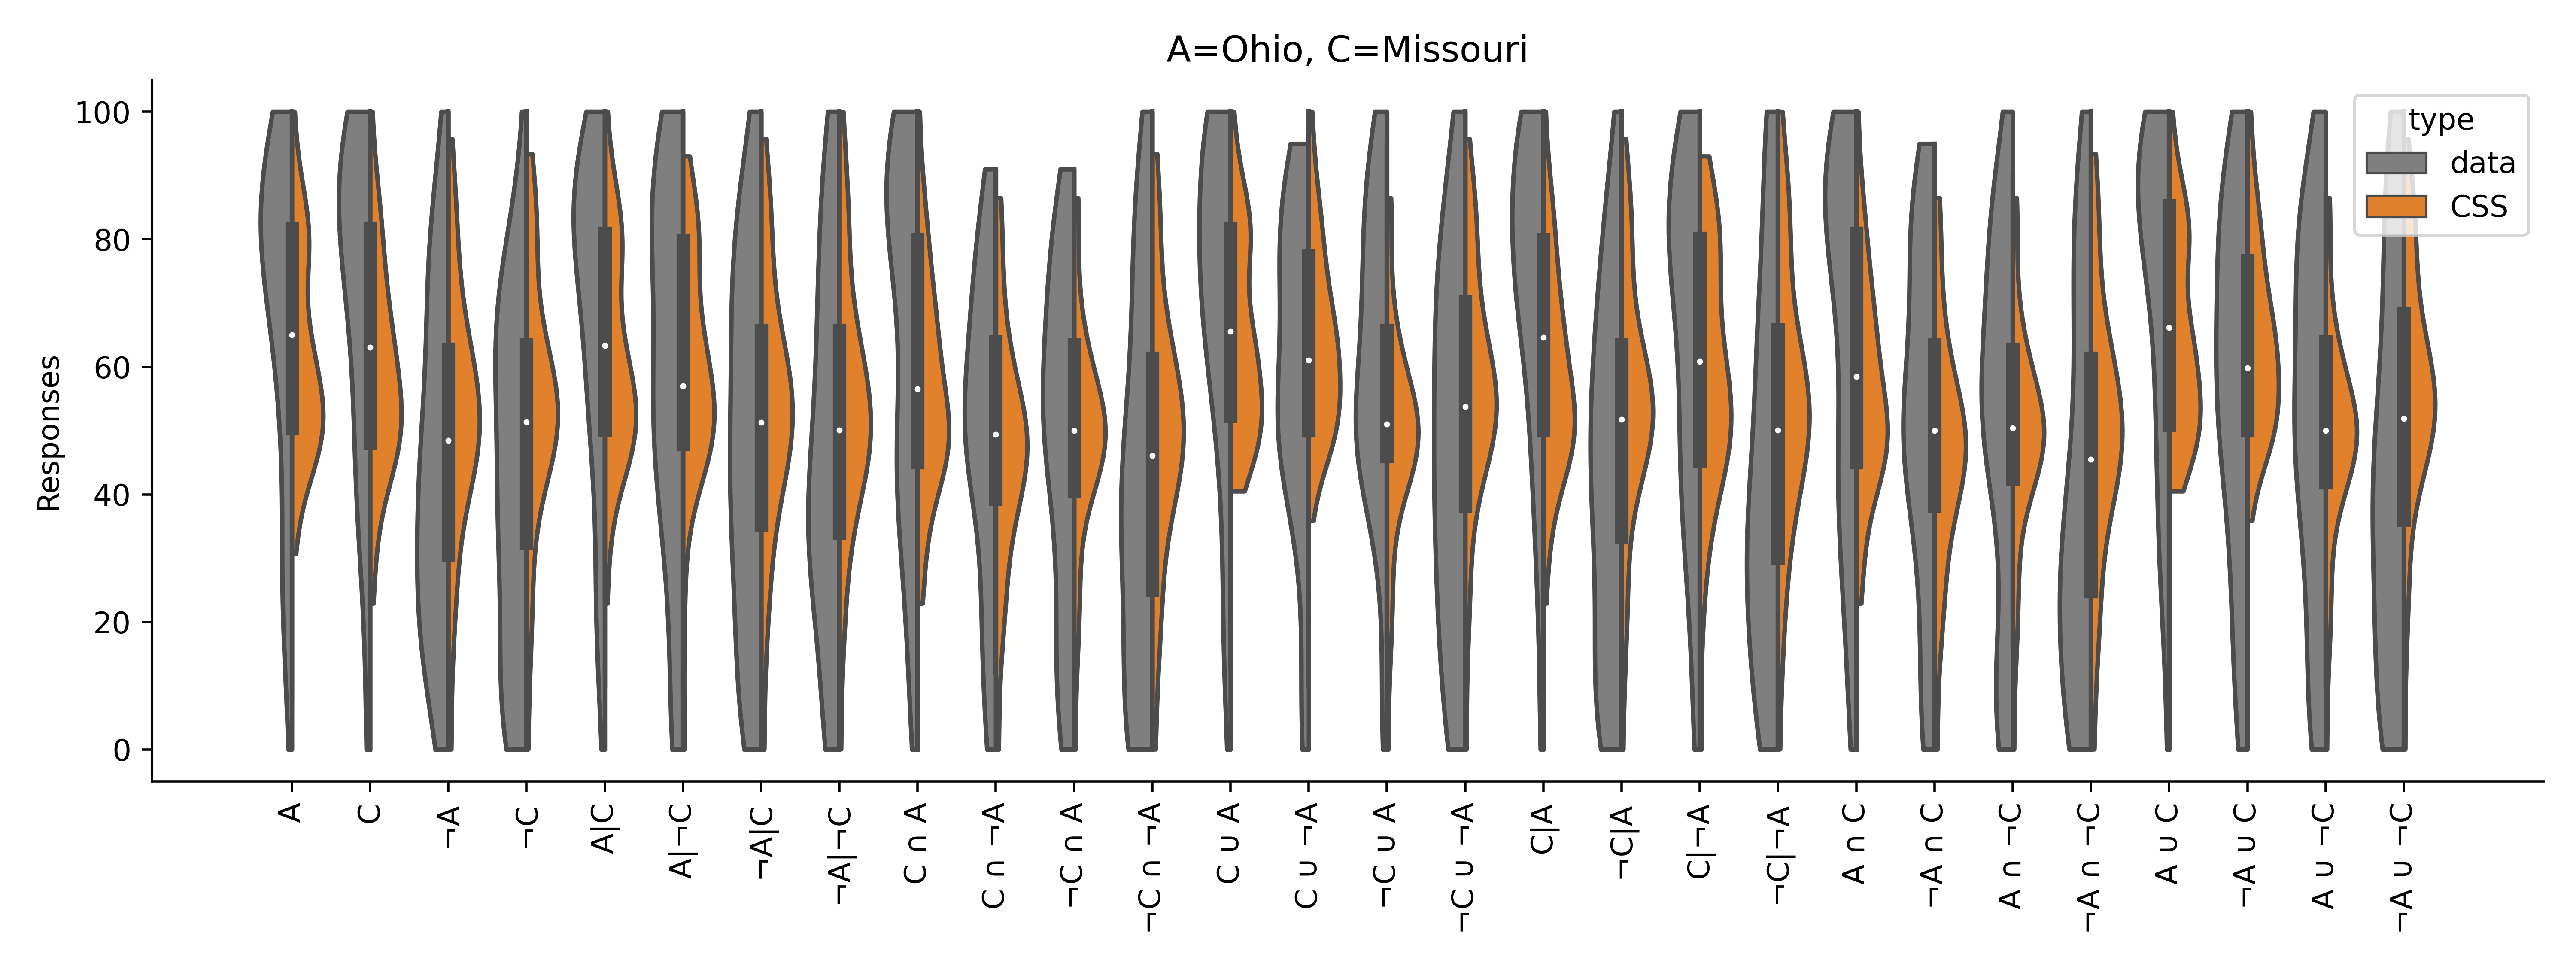 A=Ohio, C=Missouri
Responses
100
80
60
40
20
0
type
data
CSS
A
C
¬A
¬C
A|C
A|¬C
¬A|C
¬A|¬C
C ∩ A
C ∩ ¬A
¬C ∩ A
¬C ∩ ¬A
C ∪ A
C ∪ ¬A
¬C ∪ A
¬C ∪ ¬A
C|A
¬C|A
C|¬A
¬C|¬A
A ∩ C
¬A ∩ C
A ∩ ¬C
¬A ∩ ¬C
A ∪ C
¬A ∪ C
A ∪ ¬C
¬A ∪ ¬C